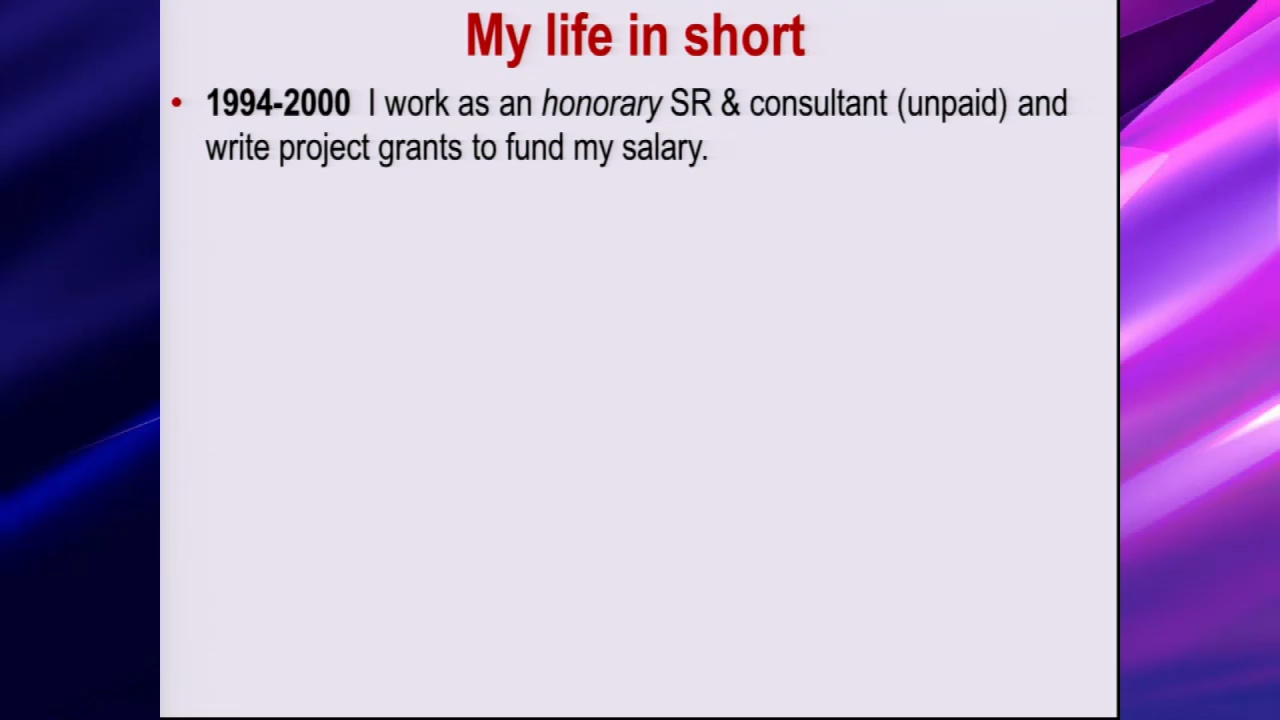 My life in short
• 1994-2000 I work as an honorary SR & consultant (unpaid) and
write project grants to fund my salary.